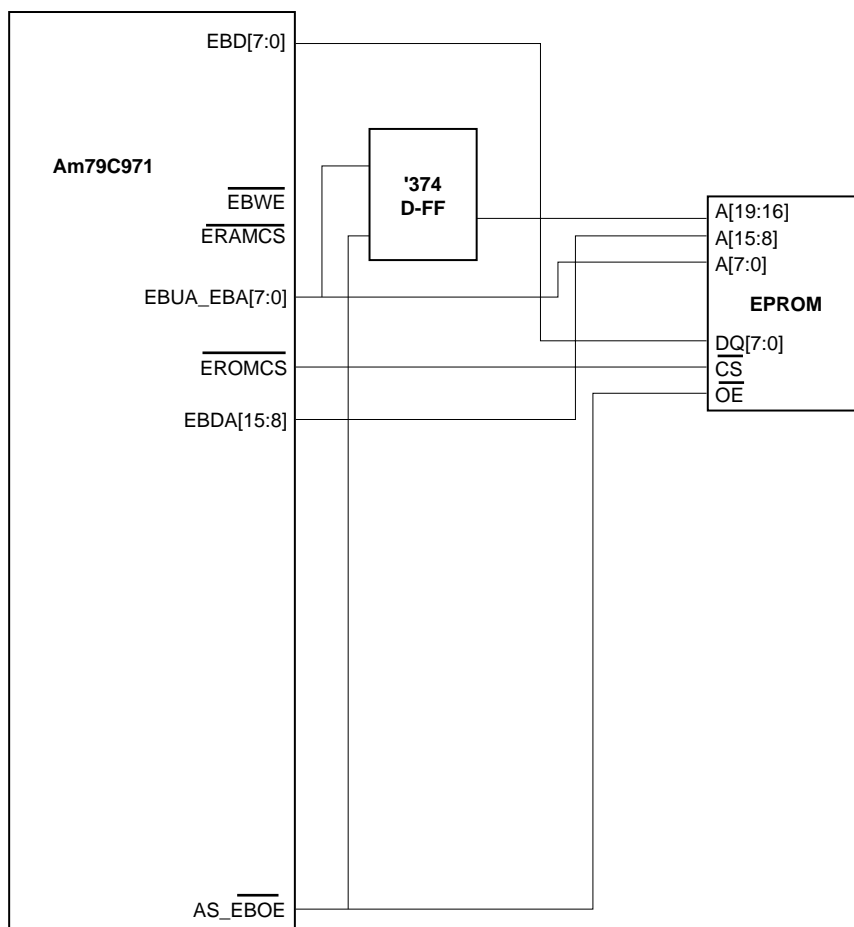 EBD[7:0]
Am79C971
EBWE
ERAMCS
EBUA_EBA[7:0]
EROMCS
EBDA[15:8]
AS_EBOE
'374
D-FF
A[19:16]
A[15:8]
A[7:0]
EPROM
DQ[7:0]
CS
OE